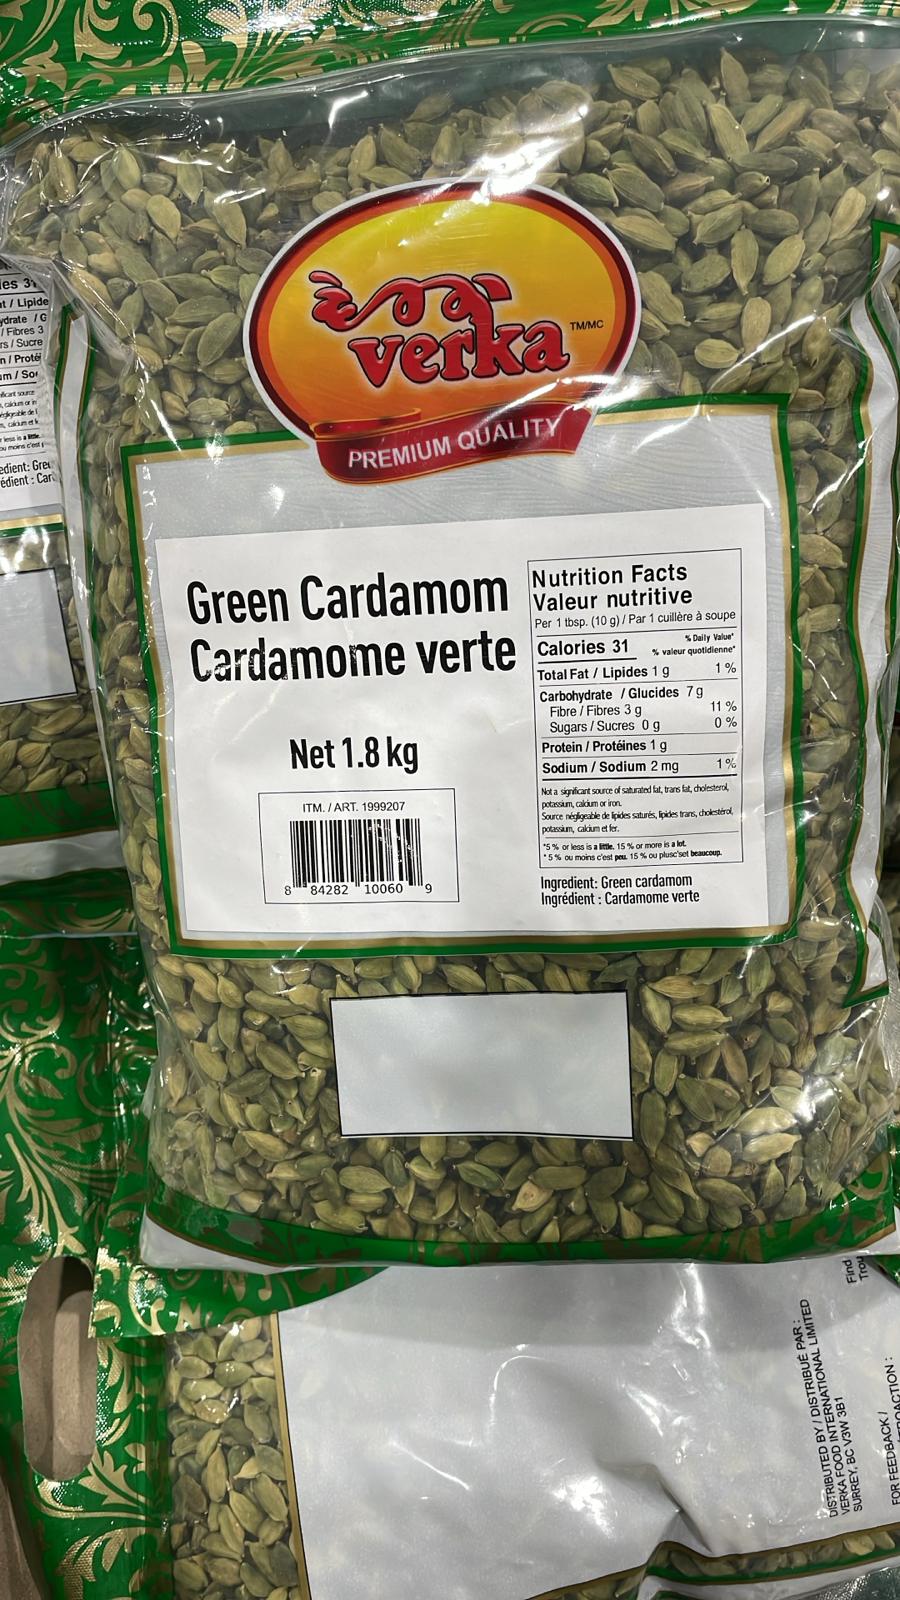 verka TM/MC
PREMIUM QUALITY
Green Cardamom
Cardamome verte
Net 1.8 kg
ITM. / ART. 1999207
8 84282 10060 9
Nutrition Facts
Valeur nutritive
Per 1 tbsp. (10 g) / Par 1 cuillère à soupe
% Daily Value*
Calories 31 % valeur quotidienne*
Total Fat / Lipides 1 g 1 %
Carbohydrate / Glucides 7 g
Fibre / Fibres 3 g 11 %
Sugars / Sucres 0 g 0 %
Protein / Protéines 1 g
Sodium / Sodium 2 mg 1 %
Not a significant source of saturated fat, trans fat, cholesterol,
potassium, calcium or iron.
Source négligeable de lipides saturés, lipides trans, cholestérol,
potassium, calcium et fer.
*5 % or less is a little. 15 % or more is a lot.
*5 % ou moins c'est peu. 15 % ou plusc'set beaucoup.
Ingredient: Green cardamom
Ingrédient : Cardamome verte
DISTRIBUTED BY / DISTRIBUÉ PAR :
VERKA FOOD INTERNATIONAL LIMITED
SURREY, BC V3W 3B1
Find
FOR FEEDBACK /